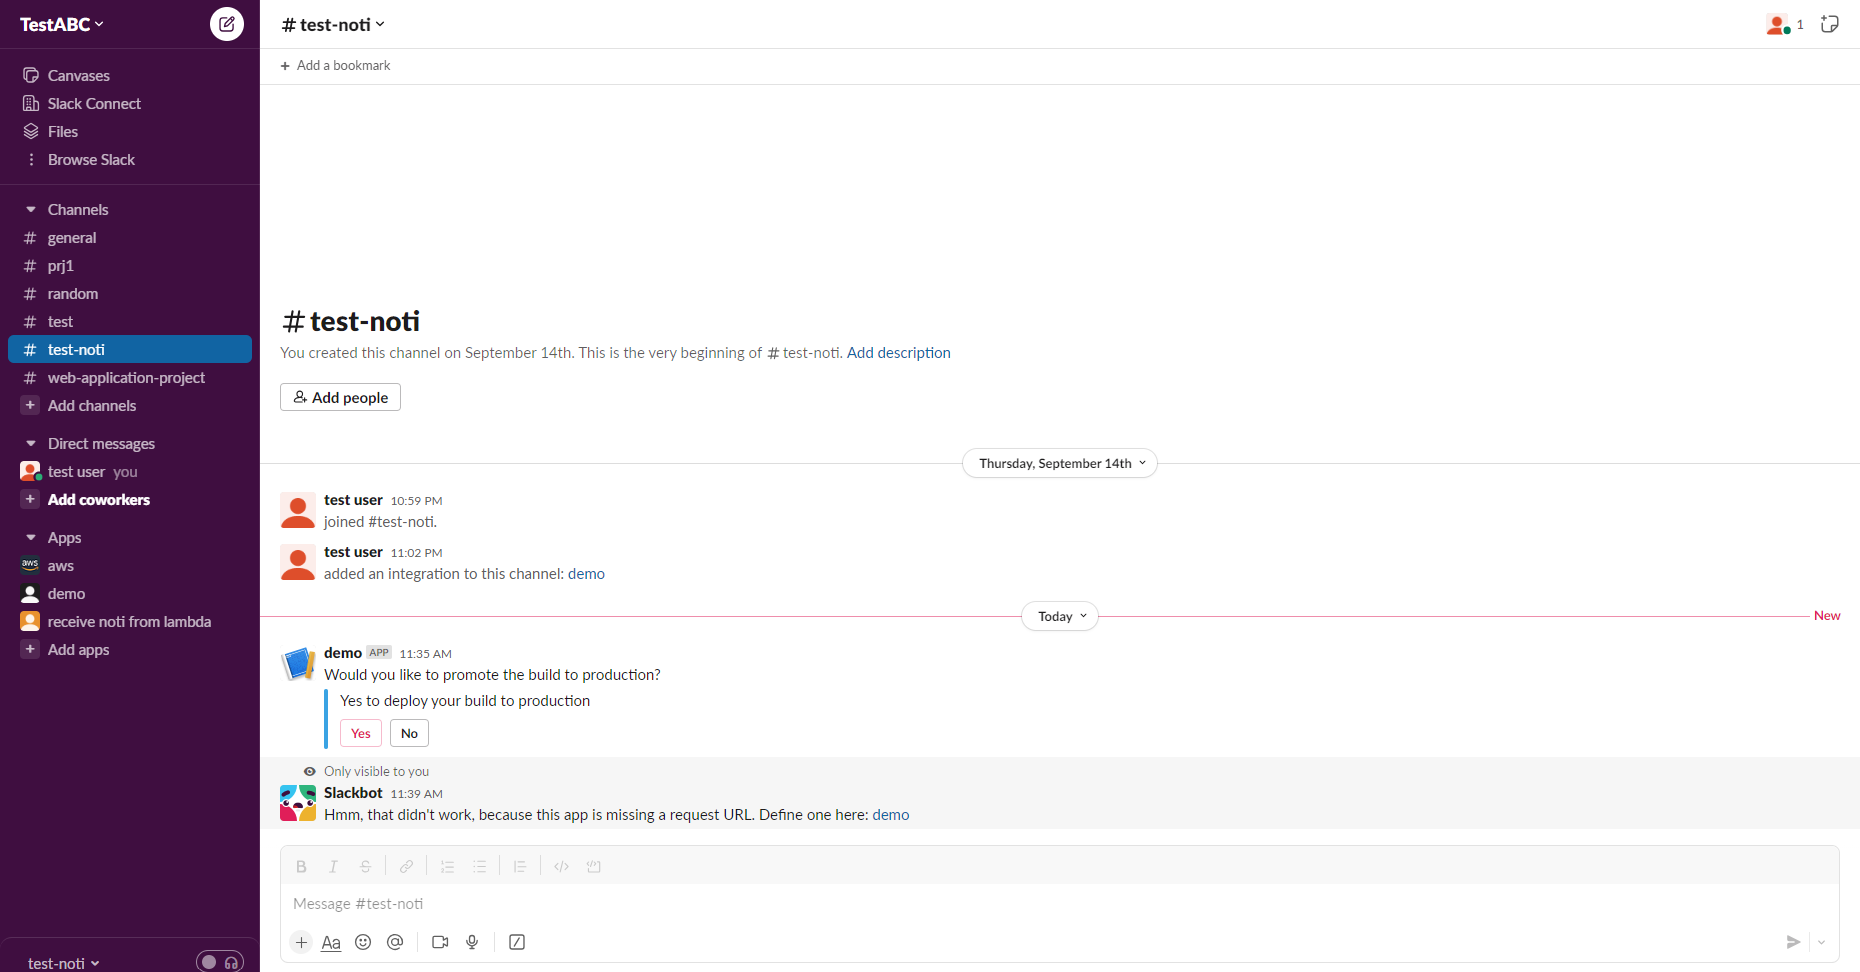 TestABC
Canvases
Slack Connect
Files
Browse Slack
Channels
# general
# prj1
# random
# test
# test-noti
# web-application-project
+ Add channels
Direct messages
test user you
+ Add coworkers
Apps
aws aws
demo
receive noti from lambda
+ Add apps
test-noti
# test-noti
1
+ Add a bookmark
# test-noti
You created this channel on September 14th. This is the very beginning of # test-noti. Add description
Add people
Thursday, September 14th
test user 10:59 PM
joined #test-noti.
test user 11:02 PM
added an integration to this channel: demo
Today
New
demo APP 11:35 AM
Would you like to promote the build to production?
Yes to deploy your build to production
Yes No
Only visible to you
Slackbot 11:39 AM
Hmm, that didn't work, because this app is missing a request URL. Define one here: demo
B I S
Message #test-noti
+ Aa @